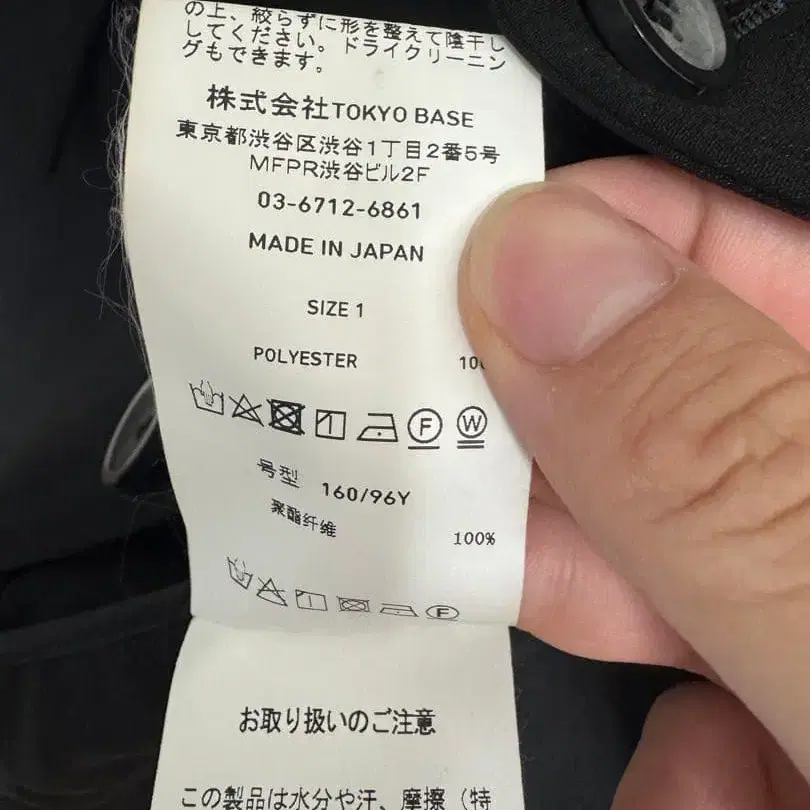 の上、絞らずに形を整えて陰干し
してください。ドライクリーニン
グもできます。
株式会社TOKYO BASE
東京都渋谷区渋谷1丁目2番5号
MFPR渋谷ビル2F
03-6712-6861
MADE IN JAPAN
SIZE 1
POLYESTER 10
F W
号型 160/96Y
聚酯纤维 100%
F
お取り扱いのご注意
この製品は水分や汗、摩擦（特